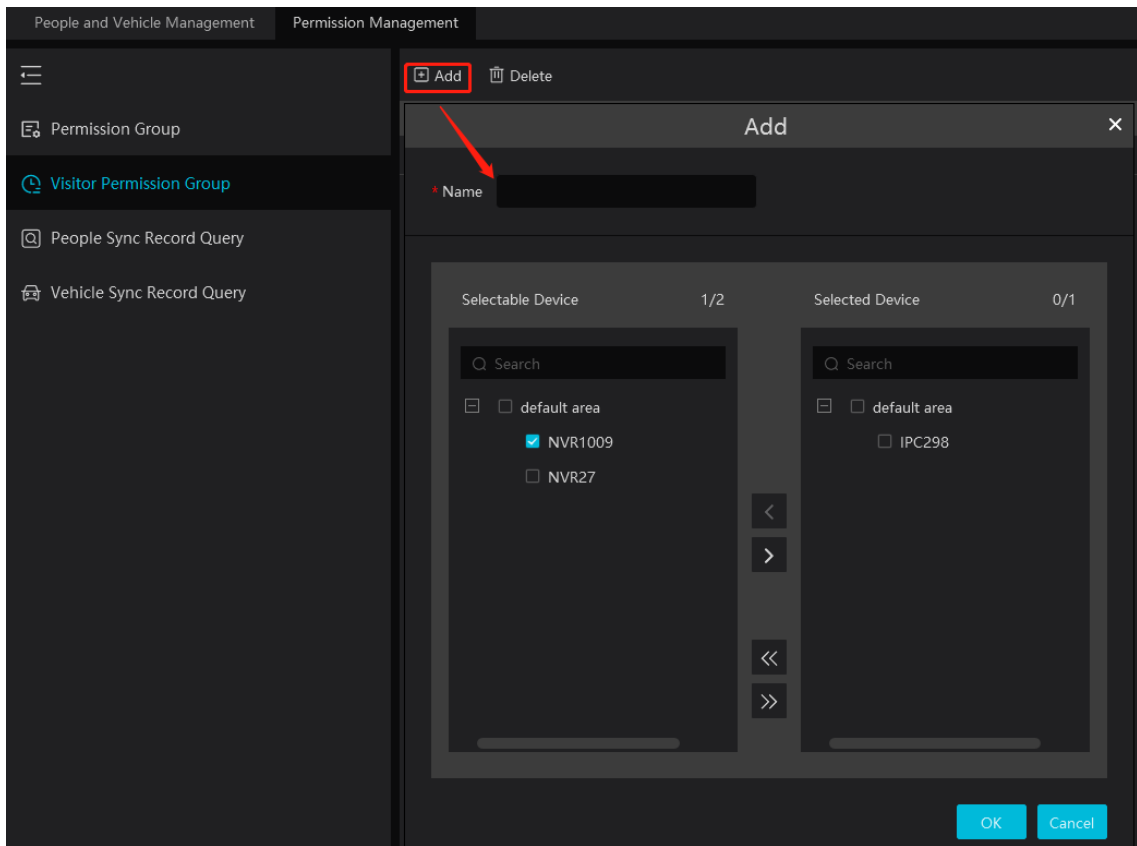 People and Vehicle Management
Permission Management
Add
Delete
Permission Group
Visitor Permission Group
People Sync Record Query
Vehicle Sync Record Query
Add
* Name
Selectable Device 1/2
Search
default area
NVR1009
NVR27
Selected Device 0/1
Search
default area
IPC298
OK
Cancel